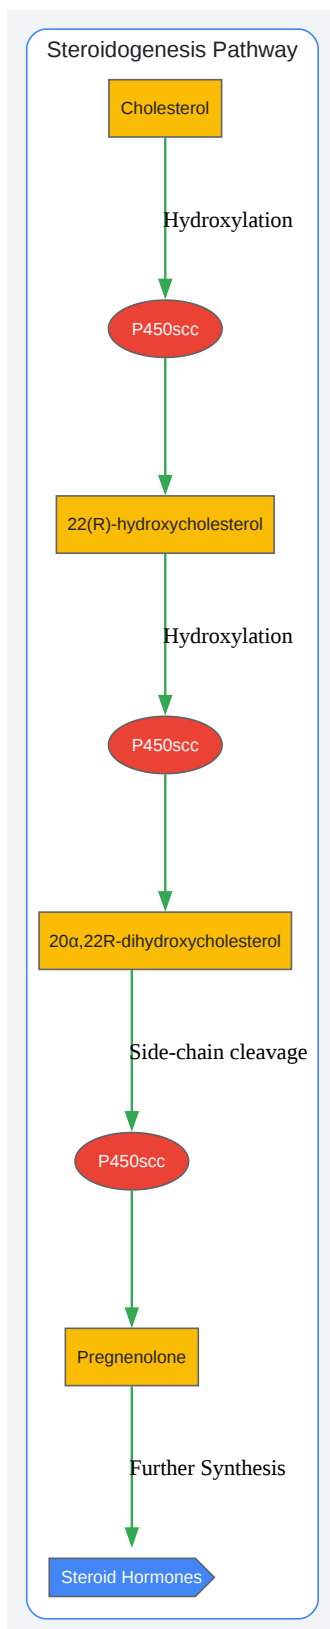 Steroidogenesis Pathway
Cholesterol
Hydroxylation
P450scc
22(R)-hydroxycholesterol
Hydroxylation
P450scc
20α,22R-dihydroxycholesterol
Side-chain cleavage
P450scc
Pregnenolone
Further Synthesis
Steroid Hormones